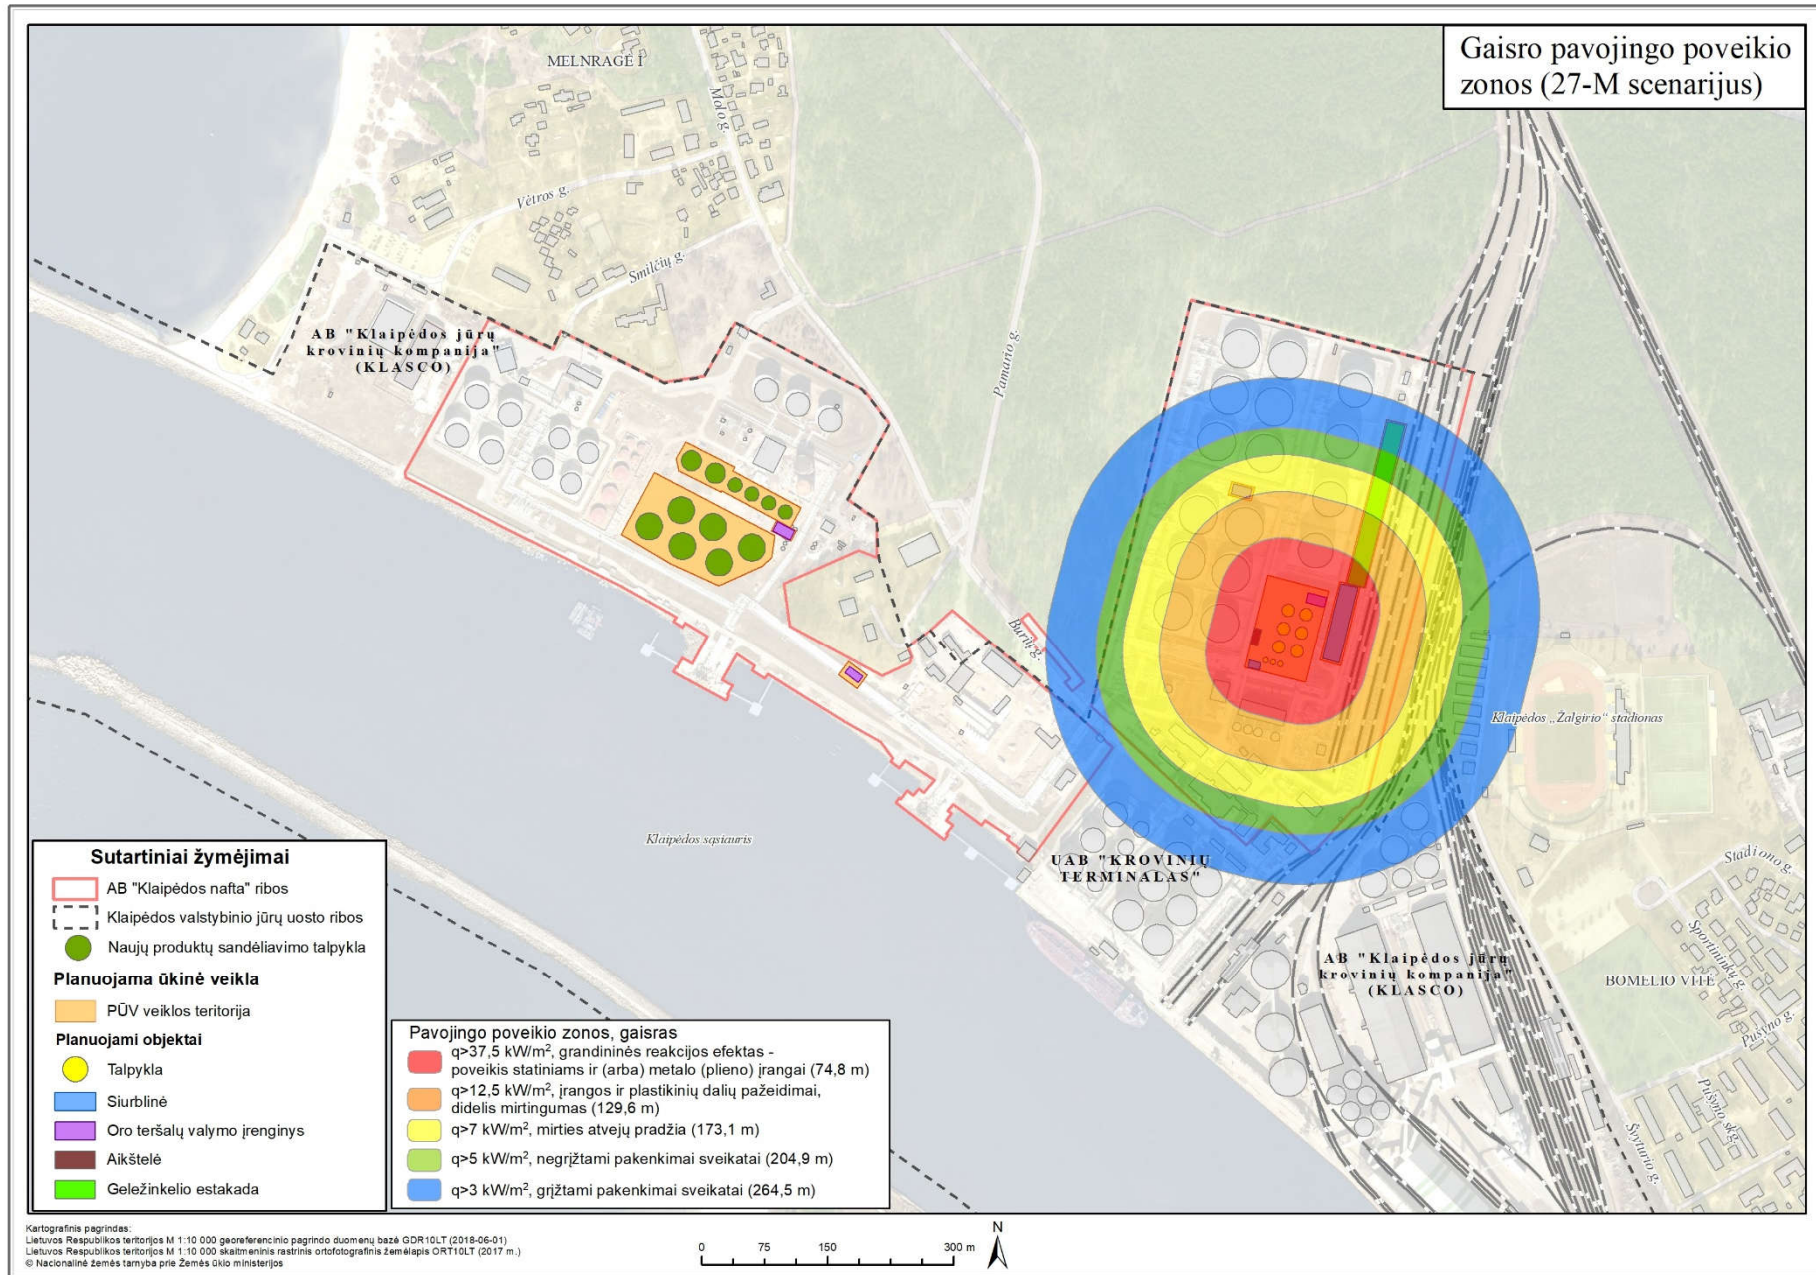 Gaisro pavojingo poveikio
zonos (27-M scenarijus)
MELNRAGĖ I
Molo g.
Vėtros g.
Smilčių g.
Pamario g.
AB "Klaipėdos jūrų
krovinių kompanija"
(KLASCO)
Burių g.
Klaipėdos „Žalgirio" stadionas
Klaipėdos sąsiauris
UAB "KROVINIŲ
TERMINALAS"
Stadiono g.
Sportininkų g.
AB "Klaipėdos jūrų
krovinių kompanija"
(KLASCO)
BOMELIO VITĖ
Pušyno g.
Pušyno skg.
Švyturio g.
Sutartiniai žymėjimai
AB "Klaipėdos nafta" ribos
Klaipėdos valstybinio jūrų uosto ribos
Naujų produktų sandėliavimo talpykla
Planuojama ūkinė veikla
PŪV veiklos teritorija
Planuojami objektai
Talpykla
Siurblinė
Oro teršalų valymo įrenginys
Aikštelė
Geležinkelio estakada
Pavojingo poveikio zonos, gaisras
q>37,5 kW/m², grandininės reakcijos efektas -
poveikis statiniams ir (arba) metalo (plieno) įrangai (74,8 m)
q>12,5 kW/m², įrangos ir plastikinių dalių pažeidimai,
didelis mirtingumas (129,6 m)
q>7 kW/m², mirties atvejų pradžia (173,1 m)
q>5 kW/m², negrįžtami pakenkimai sveikatai (204,9 m)
q>3 kW/m², grįžtami pakenkimai sveikatai (264,5 m)
Kartografinis pagrindas:
Lietuvos Respublikos teritorijos M 1:10 000 georeferencinio pagrindo duomenų bazė GDR10LT (2018-06-01)
Lietuvos Respublikos teritorijos M 1:10 000 skaitmeninis rastrinis ortofotografinis žemėlapis ORT10LT (2017 m.)
© Nacionalinė žemės tarnyba prie Žemės ūkio ministerijos
0 75 150 300 m
N